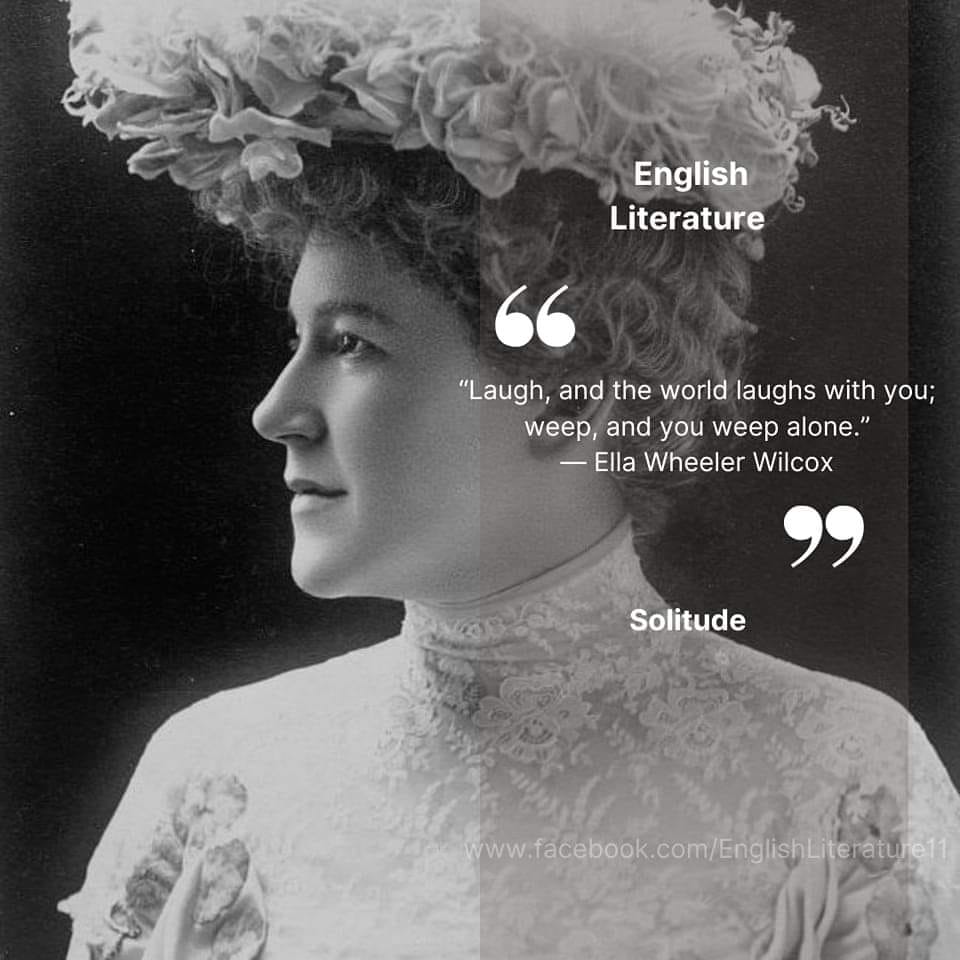 English
Literature
“
“Laugh, and the world laughs with you;
weep, and you weep alone.”
— Ella Wheeler Wilcox
”
Solitude
www.facebook.com/EnglishLiterature11